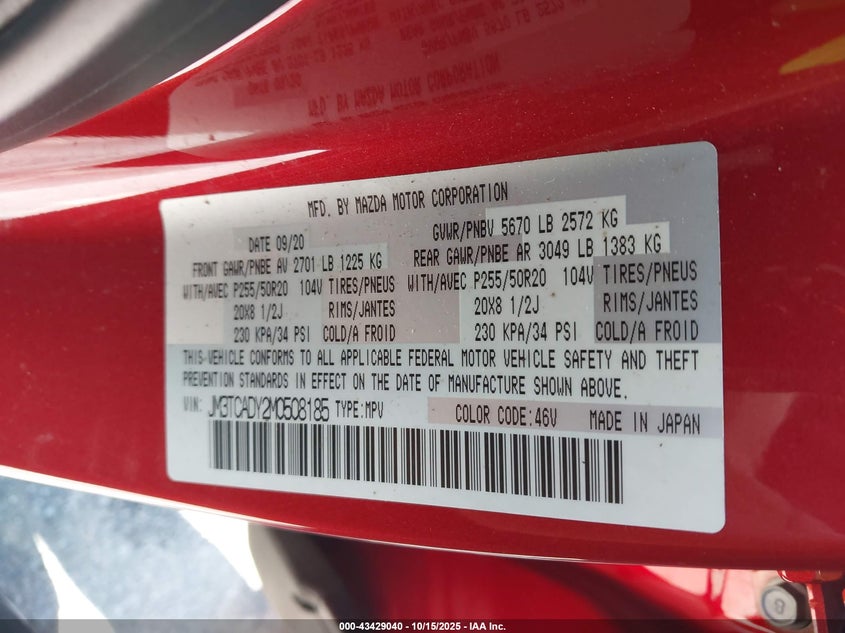 MFD. BY MAZDA MOTOR CORPORATION
DATE 09/20 GVWR/PNBV 5670 LB 2572 KG
FRONT GAWR/PNBE AV 2701 LB 1225 KG REAR GAWR/PNBE AR 3049 LB 1383 KG
WITH/AVEC P255/50R20 104V TIRES/PNEUS WITH/AVEC P255/50R20 104V TIRES/PNEUS
20X8 1/2J RIMS/JANTES 20X8 1/2J RIMS/JANTES
230 KPA/34 PSI COLD/A FROID 230 KPA/34 PSI COLD/A FROID
THIS VEHICLE CONFORMS TO ALL APPLICABLE FEDERAL MOTOR VEHICLE SAFETY AND THEFT
PREVENTION STANDARDS IN EFFECT ON THE DATE OF MANUFACTURE SHOWN ABOVE.
VIN: JM3TCADY2M0508185 TYPE:MPV COLOR CODE:46V MADE IN JAPAN
000-43429040 - 10/15/2025 - IAA Inc.